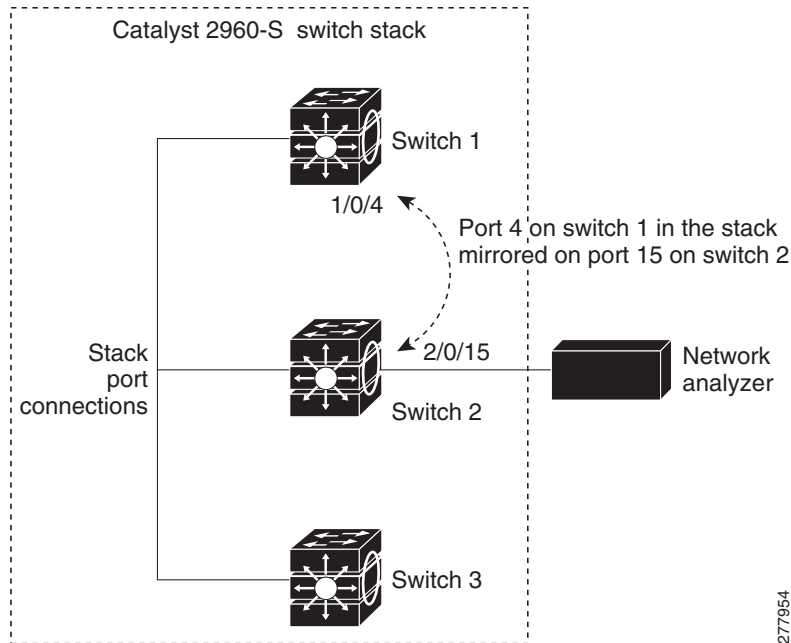 Catalyst 2960-S switch stack
Switch 1
1/0/4
Port 4 on switch 1 in the stack
mirrored on port 15 on switch 2
Stack
port
connections
2/0/15
Switch 2
Network
analyzer
Switch 3
277954